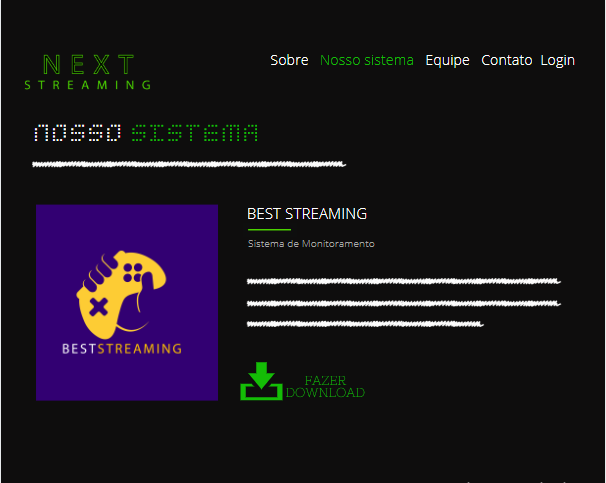 NEXT
STREAMING
Sobre Nosso sistema Equipe Contato Login
NOSSO SISTEMA
BEST STREAMING
Sistema de Monitoramento
BESTSTREAMING
FAZER
DOWNLOAD